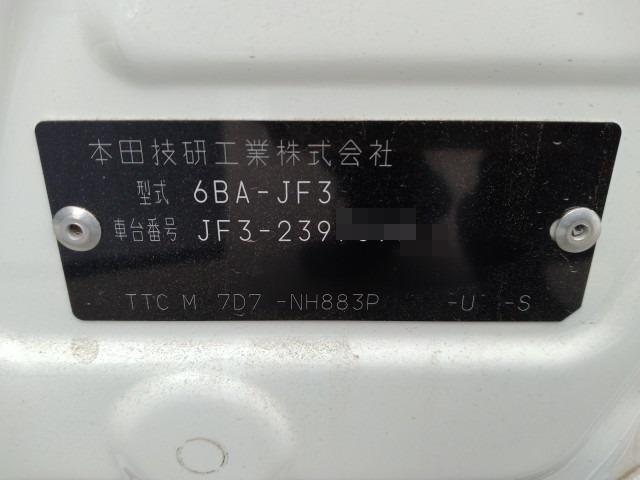 本田技研工業株式会社
型式 6BA-JF3
車台番号 JF3-239
TTC M 7D7 -NH883P -U -S